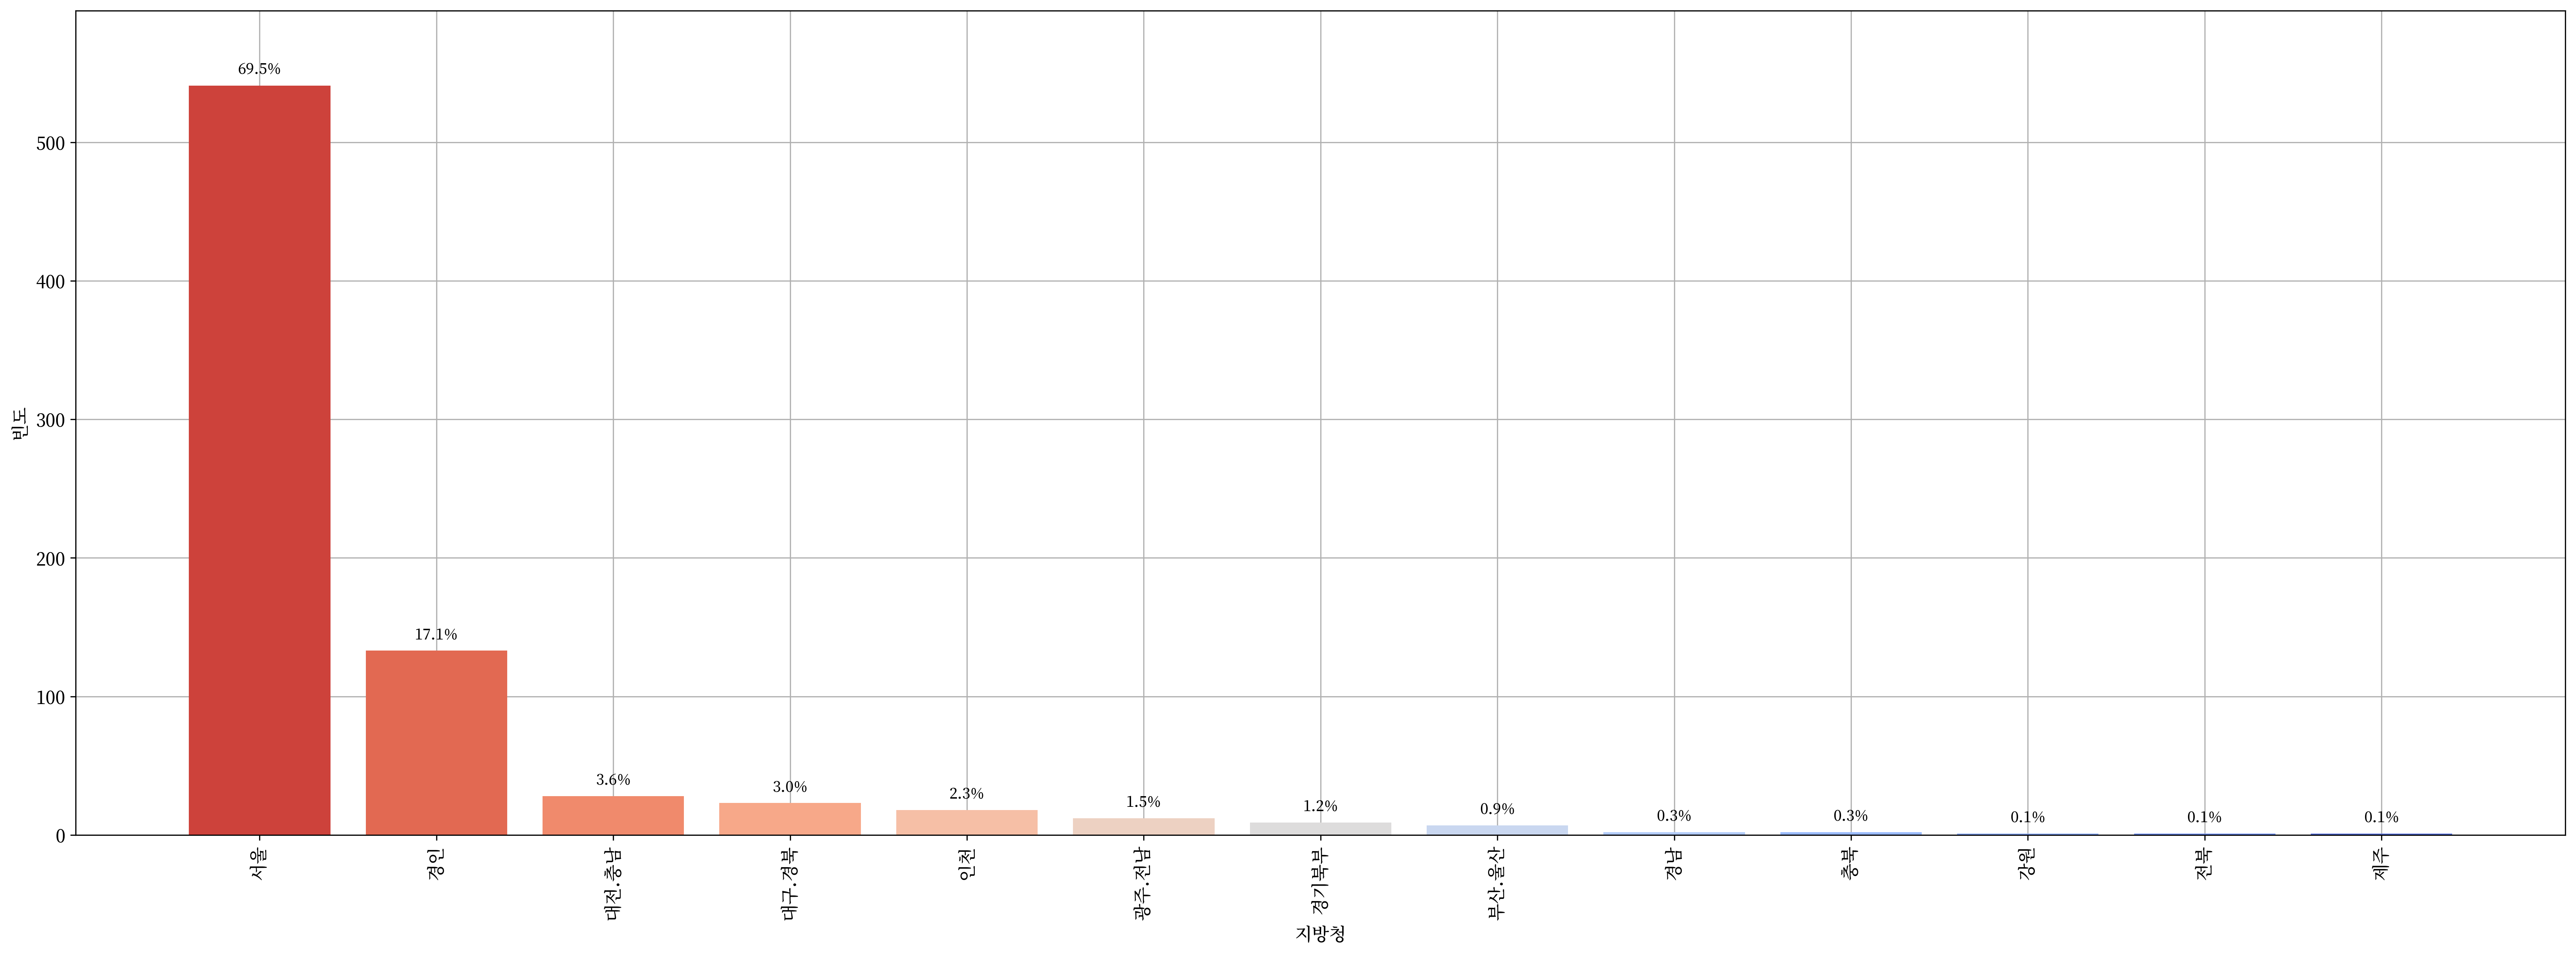 69.5%
500
400
빈도
300
200
17.1%
100
3.6%
3.0%
2.3%
1.5%
1.2%
0.9%
0.3%
0.3%
0.1%
0.1%
0.1%
0
서울
경인
대전.충남
대구.경북
인천
광주.전남
경기북부
부산.울산
경남
충북
강원
전북
제주
지방청